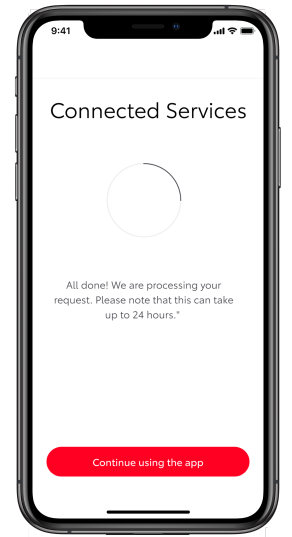 9:41
Connected Services
All done! We are processing your
request. Please note that this can take
up to 24 hours."
Continue using the app